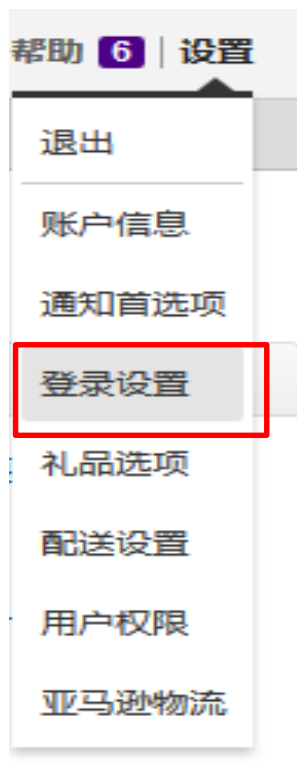 帮助 6 | 设置
退出
账户信息
通知首选项
登录设置
礼品选项
配送设置
用户权限
亚马逊物流